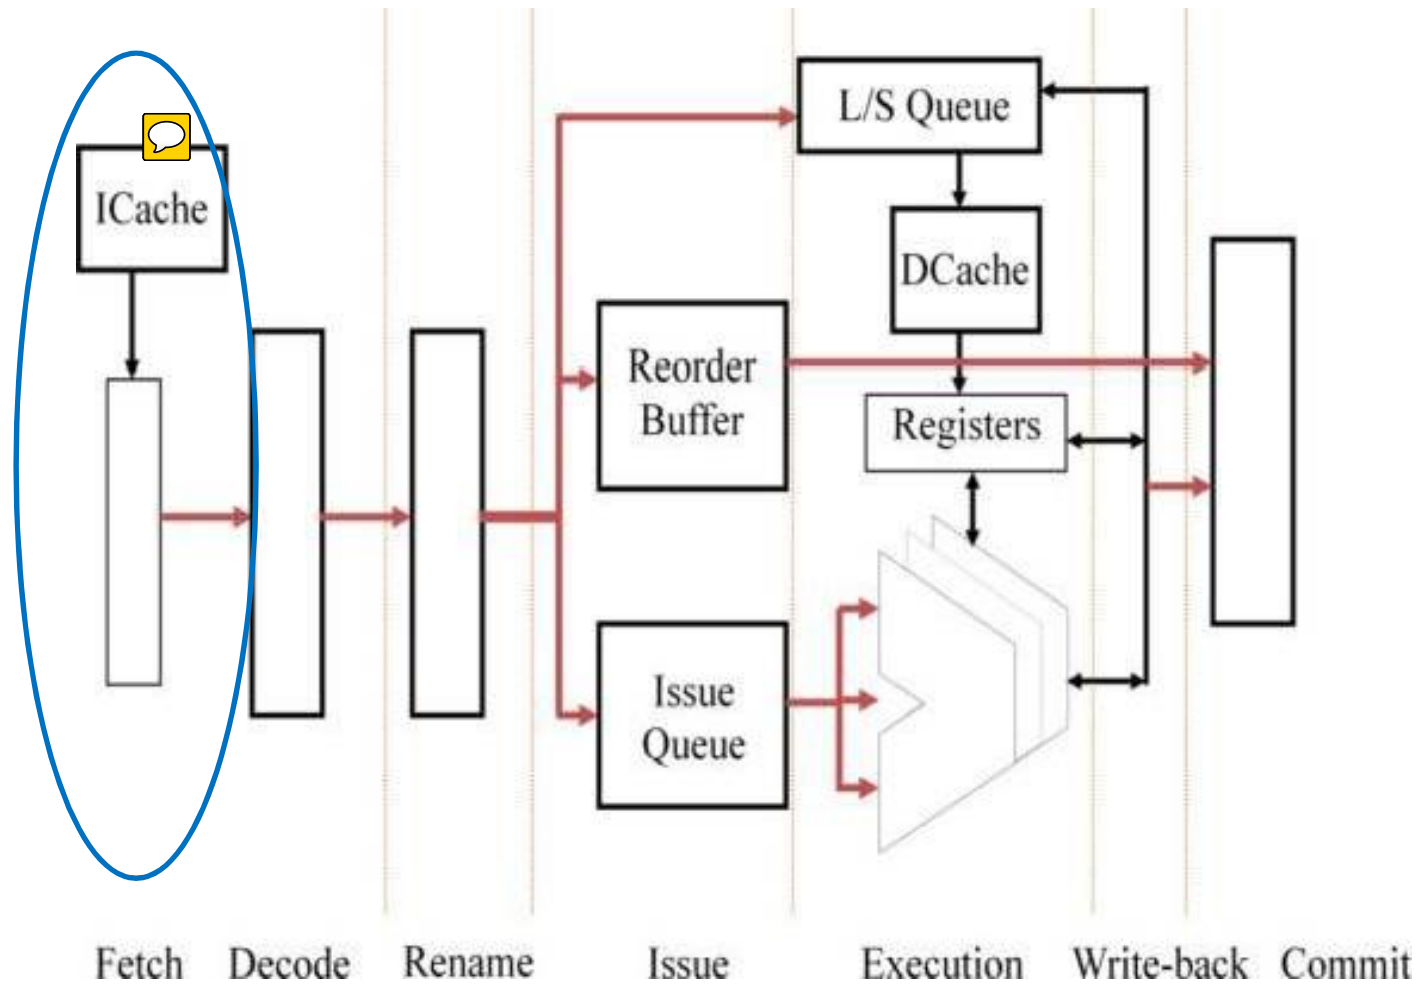 L/S Queue
ICache
DCache
Reorder
Buffer
Registers
Issue
Queue
Fetch Decode Rename Issue Execution Write-back Commit